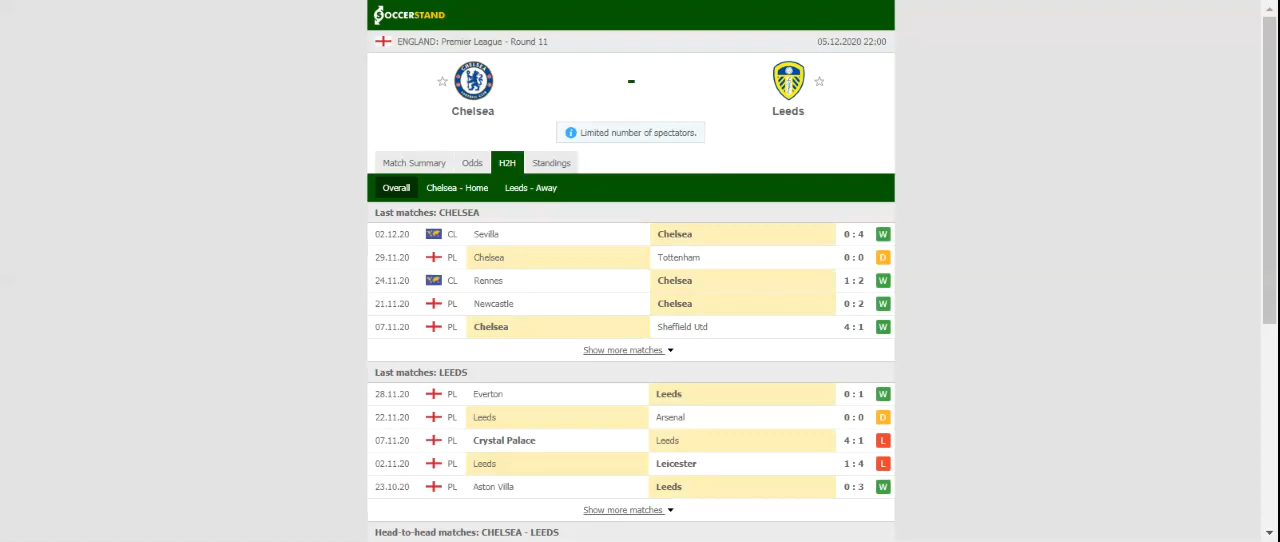 SOCCERSTAND
ENGLAND: Premier League - Round 11 05.12.2020 22:00
-
Chelsea Leeds
Limited number of spectators.
Match Summary Odds H2H Standings
Overall Chelsea - Home Leeds - Away
Last matches: CHELSEA
02.12.20 CL Sevilla Chelsea 0 : 4 W
29.11.20 PL Chelsea Tottenham 0 : 0 D
24.11.20 CL Rennes Chelsea 1 : 2 W
21.11.20 PL Newcastle Chelsea 0 : 2 W
07.11.20 PL Chelsea Sheffield Utd 4 : 1 W
Show more matches
Last matches: LEEDS
28.11.20 PL Everton Leeds 0 : 1 W
22.11.20 PL Leeds Arsenal 0 : 0 D
07.11.20 PL Crystal Palace Leeds 4 : 1 L
02.11.20 PL Leeds Leicester 1 : 4 L
23.10.20 PL Aston Villa Leeds 0 : 3 W
Show more matches
Head-to-head matches: CHELSEA - LEEDS